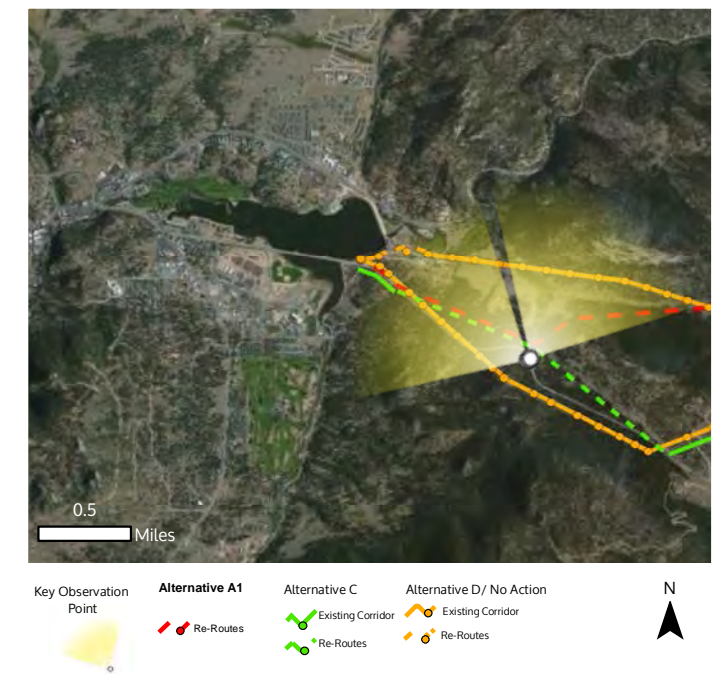 0.5
Miles
Key Observation
Point
Alternative A1
Re-Routes
Alternative C
Existing Corridor
Re-Routes
Alternative D/ No Action
Existing Corridor
Re-Routes
N